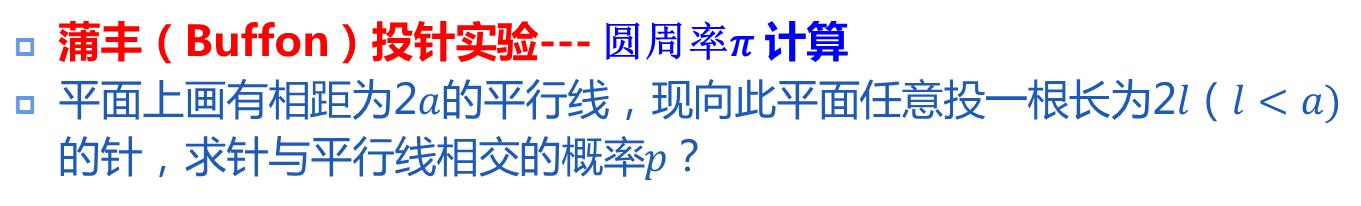 蒲丰（Buffon）投针实验--- 圆周率π 计算
平面上画有相距为2a的平行线，现向此平面任意投一根长为2l（l < a)
的针，求针与平行线相交的概率p？